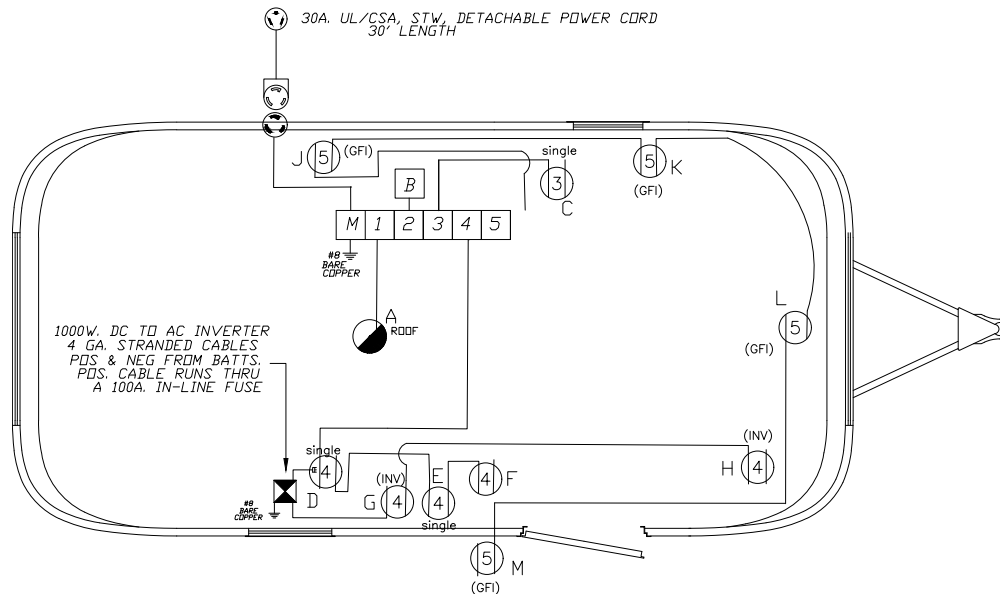 30A. UL/CSA, STW, DETACHABLE POWER CORD
30' LENGTH
J
5
(GFI)
single
5
K
(GFI)
3
C
B
M 1 2 3 4 5
#8
BARE
COPPER
A
ROOF
L
5
(GFI)
1000W. DC TO AC INVERTER
4 GA. STRANDED CABLES
POS & NEG FROM BATTS.
POS. CABLE RUNS THRU
A 100A. IN-LINE FUSE
single
4
D
(INV)
G
4
E
4
single
4
F
(INV)
H
4
#8
BARE
COPPER
5
M
(GFI)